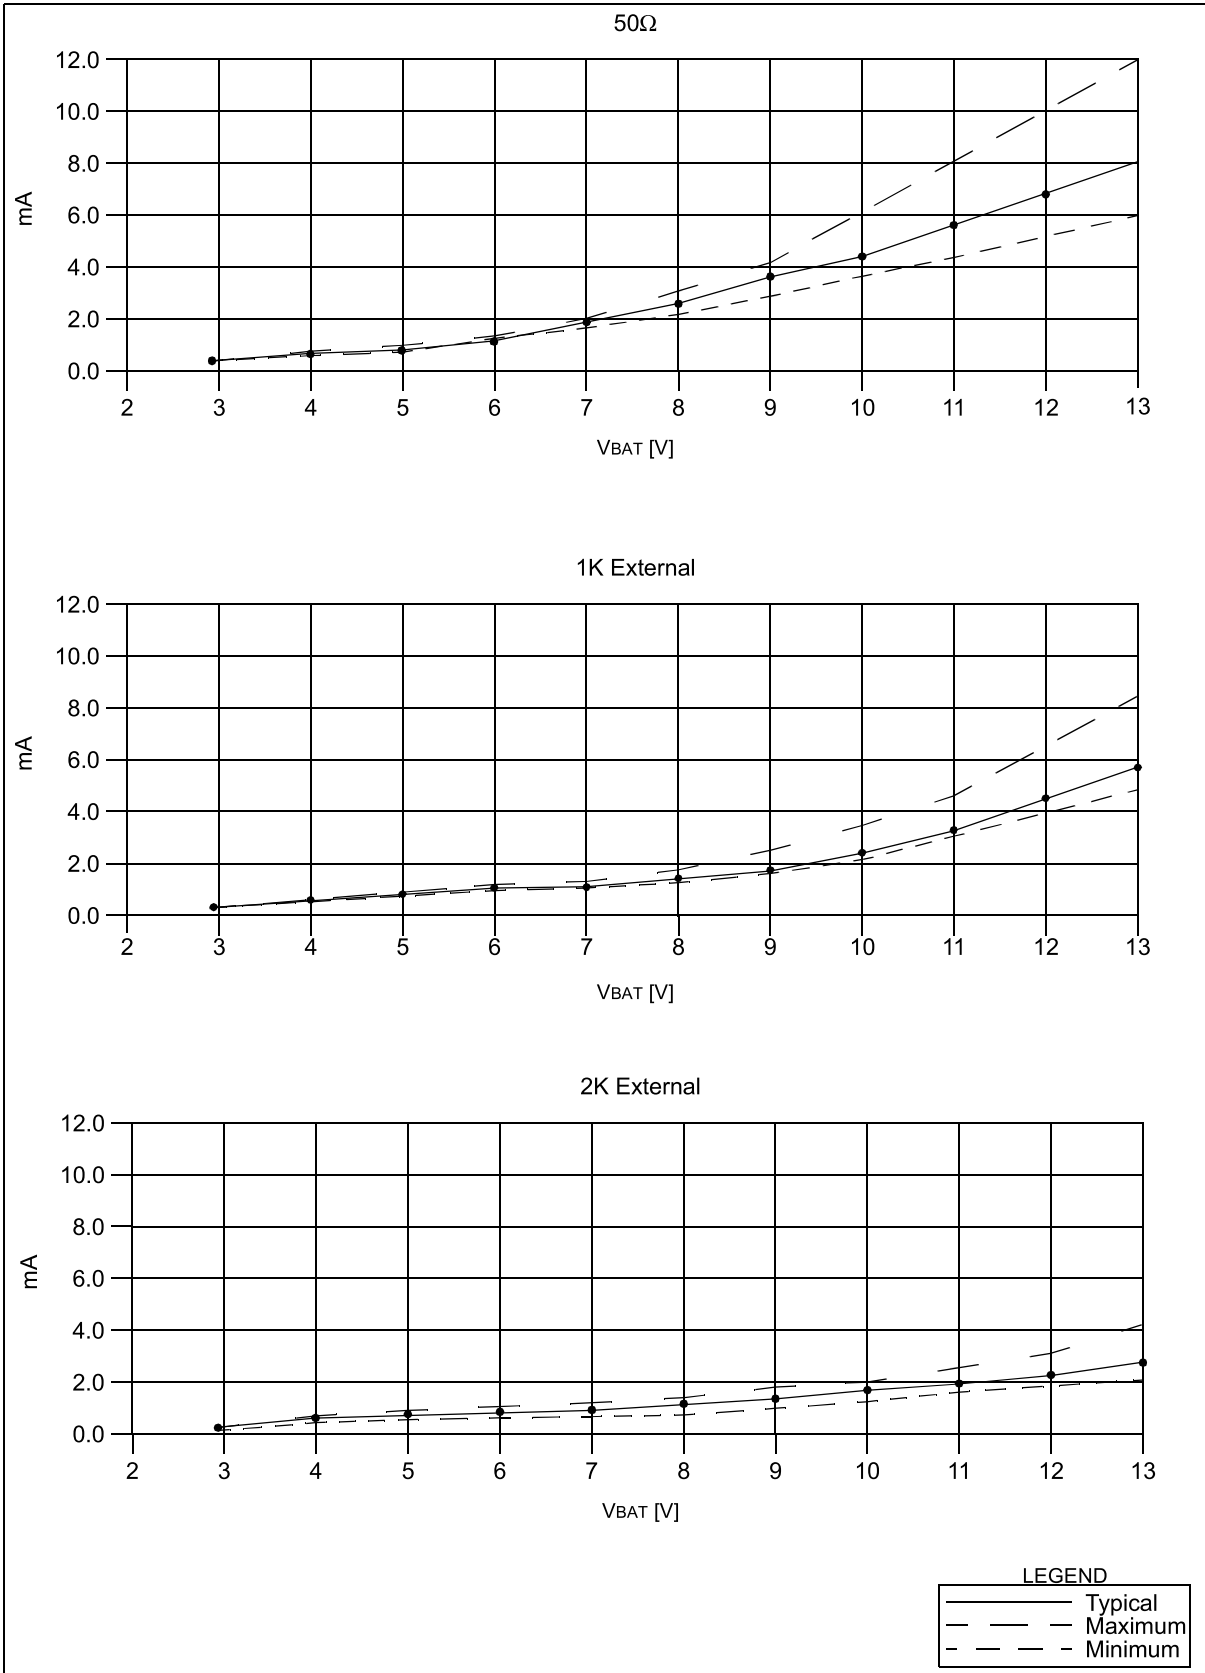 50Ω
12.0
10.0
8.0
6.0
4.0
2.0
0.0
mA
2 3 4 5 6 7 8 9 10 11 12 13
VBAT [V]
1K External
12.0
10.0
8.0
6.0
4.0
2.0
0.0
mA
2 3 4 5 6 7 8 9 10 11 12 13
VBAT [V]
2K External
12.0
10.0
8.0
6.0
4.0
2.0
0.0
mA
2 3 4 5 6 7 8 9 10 11 12 13
VBAT [V]
LEGEND
Typical
Maximum
Minimum